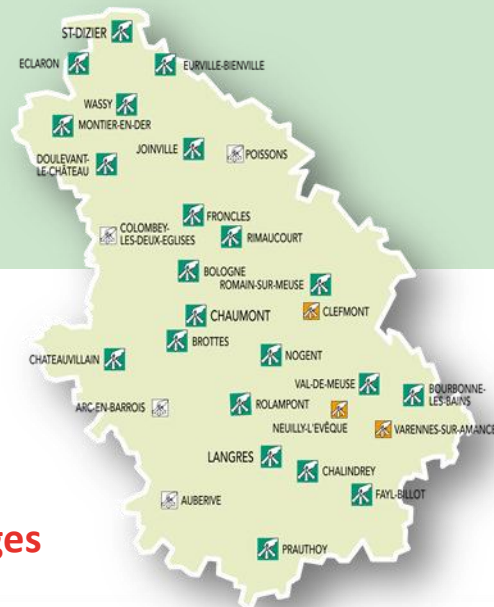 ST-DIZIER
ECLARON
EURVILLE-BIENVILLE
WASSY
MONTIER-EN-DER
JOINVILLE
POISSONS
DOULEVANT-
LE-CHÂTEAU
FRONCLES
COLOMBEY-
LES-DEUX-EGLISES
RIMAUCOURT
BOLOGNE
ROMAIN-SUR-MEUSE
CHAUMONT
CLEFMONT
BROTTES
CHATEAUVILLAIN
NOGENT
VAL-DE-MEUSE
BOURBONNE-
LES-BAINS
ARC-EN-BARROIS
ROLAMPONT
NEUILLY-L'EVÊQUE
VARENNES-SUR-AMANCE
LANGRES
CHALINDREY
FAYL-BILLOT
AUBERIVE
ges
PRAUTHOY